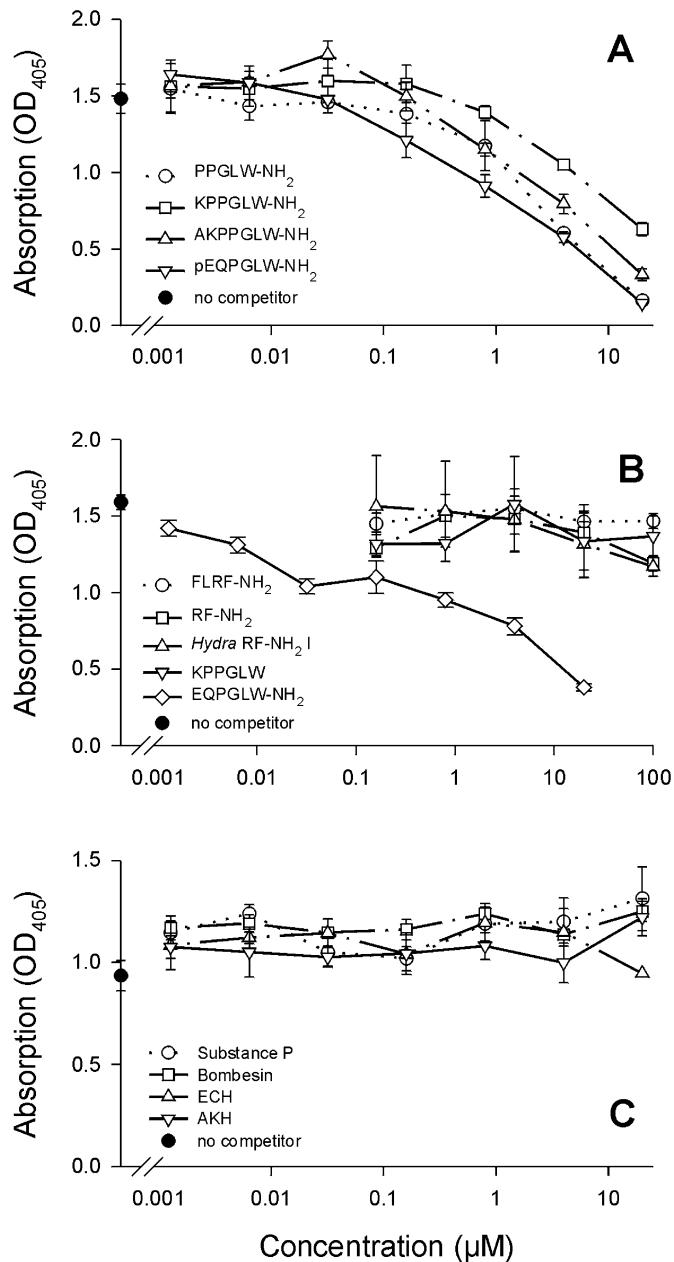 A
Absorption (OD405)
2.0
1.5
1.0
0.5
0.0
PPGLW-NH2
KPPGLW-NH2
AKPPGLW-NH2
pEQPGLW-NH2
no competitor
0.001 0.01 0.1 1 10
B
Absorption (OD405)
2.0
1.5
1.0
0.5
0.0
FLRF-NH2
RF-NH2
Hydra RF-NH2 I
KPPGLW
EQPGLW-NH2
no competitor
0.001 0.01 0.1 1 10 100
C
Absorption (OD405)
1.5
1.0
0.5
0.0
Substance P
Bombesin
ECH
AKH
no competitor
0.001 0.01 0.1 1 10
Concentration (µM)